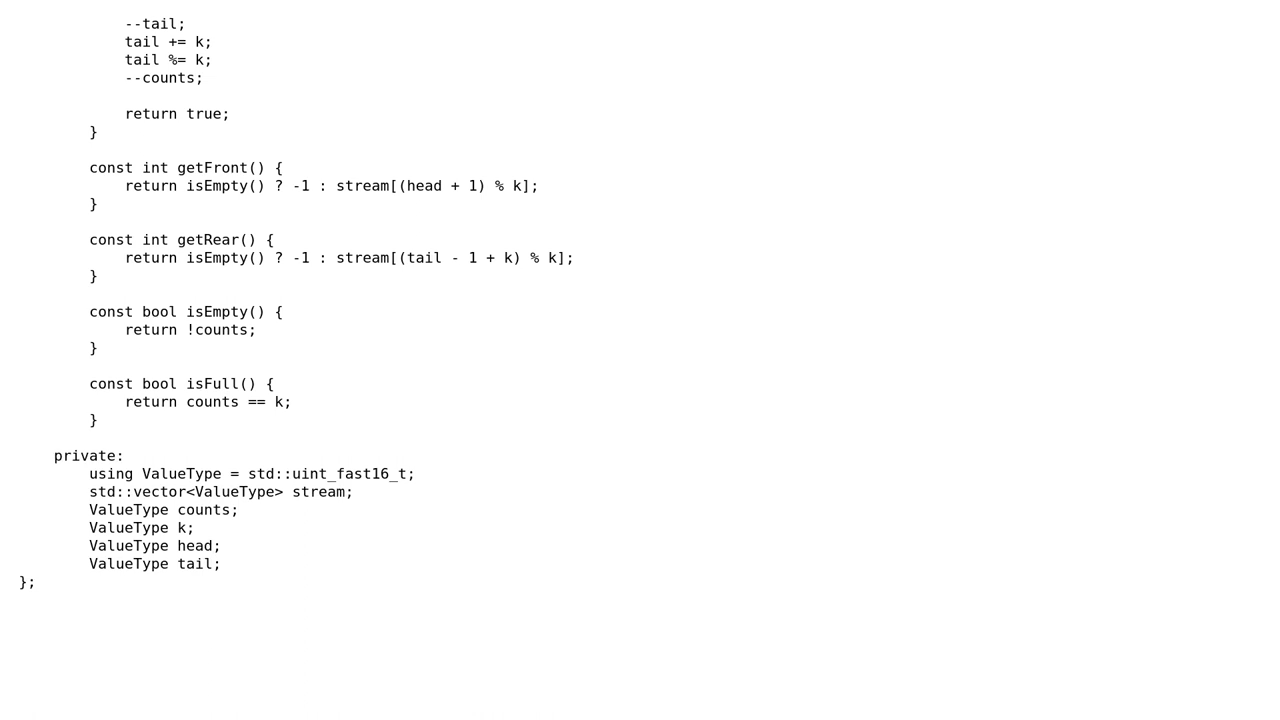 --tail;
tail += k;
tail %= k;
--counts;
return true;
}
const int getFront() {
return isEmpty() ? -1 : stream[(head + 1) % k];
}
const int getRear() {
return isEmpty() ? -1 : stream[(tail - 1 + k) % k];
}
const bool isEmpty() {
return !counts;
}
const bool isFull() {
return counts == k;
}
private:
using ValueType = std::uint_fast16_t;
std::vector<ValueType> stream;
ValueType counts;
ValueType k;
ValueType head;
ValueType tail;
};